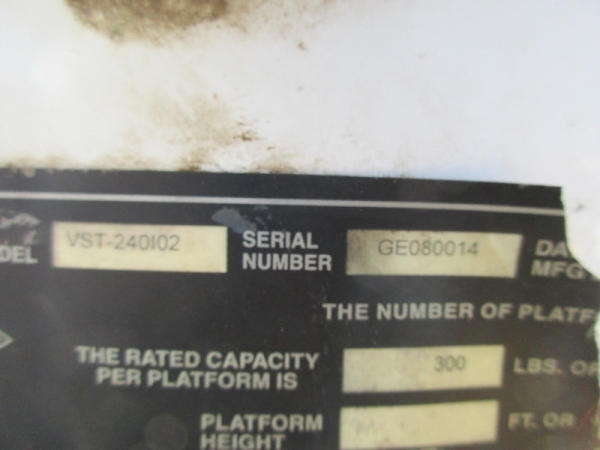 DEL VST-240I02 SERIAL NUMBER GE080014 DA
MFG
THE NUMBER OF PLATF
THE RATED CAPACITY PER PLATFORM IS 300 LBS. OR
PLATFORM HEIGHT FT. OR